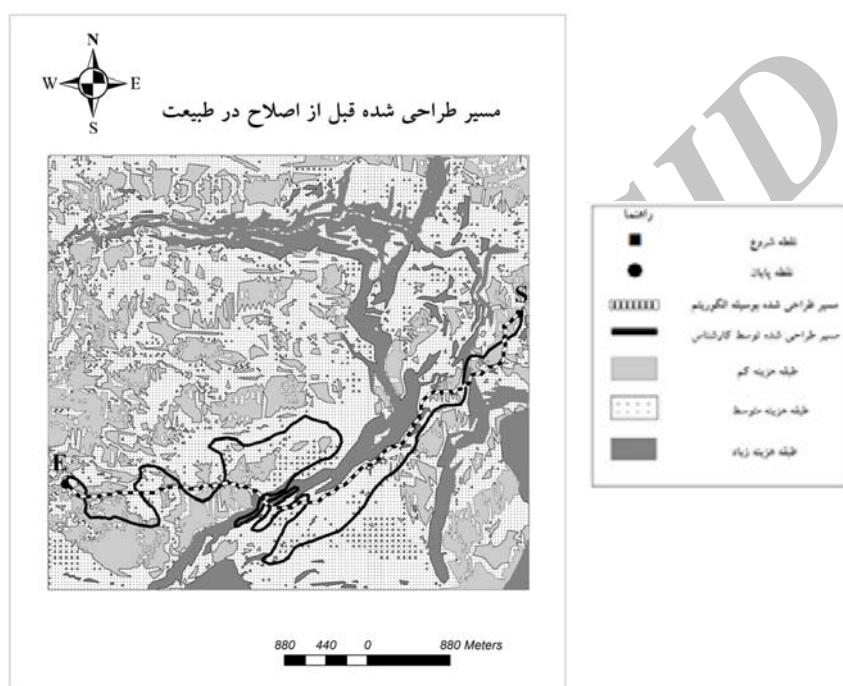 N
W E
S
مسیر طراحی شده قبل از اصلاح در طبیعت
S
E
880 440 0 880 Meters
راهنما
نقطه شروع
نقطه پایان
مسیر طراحی شده بوسیله الگوریتم
مسیر طراحی شده توسط کارشناس
طبقه هزینه کم
طبقه هزینه متوسط
طبقه هزینه زیاد